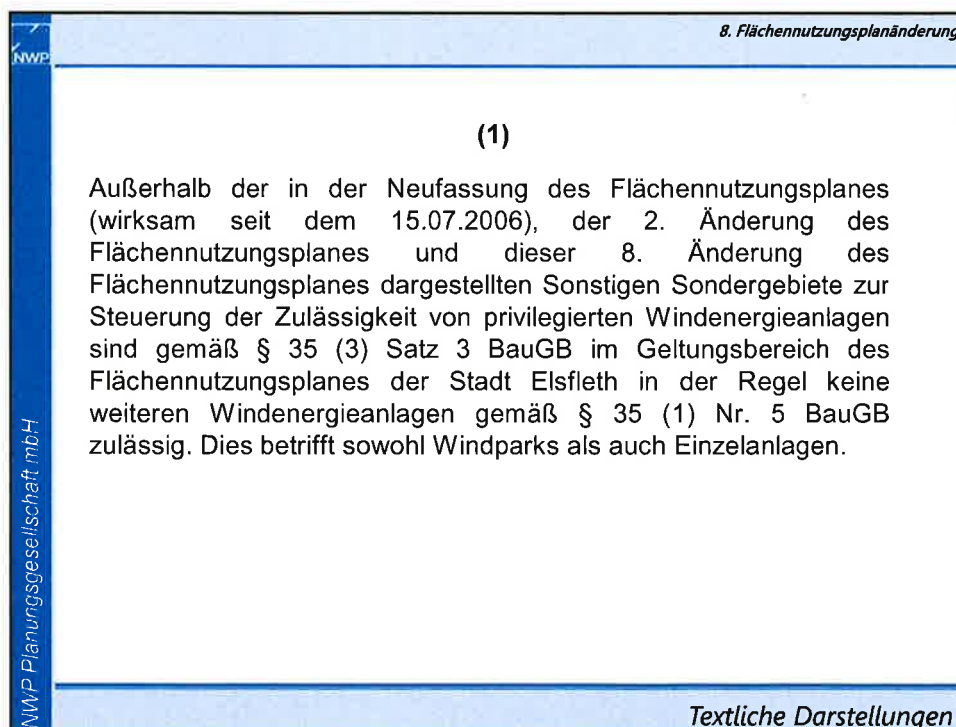 8. Flächennutzungsplanänderung
NWP
(1)
Außerhalb der in der Neufassung des Flächennutzungsplanes
(wirksam seit dem 15.07.2006), der 2. Änderung des
Flächennutzungsplanes und dieser 8. Änderung des
Flächennutzungsplanes dargestellten Sonstigen Sondergebiete zur
Steuerung der Zulässigkeit von privilegierten Windenergieanlagen
sind gemäß § 35 (3) Satz 3 BauGB im Geltungsbereich des
Flächennutzungsplanes der Stadt Elsfleth in der Regel keine
weiteren Windenergieanlagen gemäß § 35 (1) Nr. 5 BauGB
zulässig. Dies betrifft sowohl Windparks als auch Einzelanlagen.
NWP Planungsgesellschaft mbH
Textliche Darstellungen